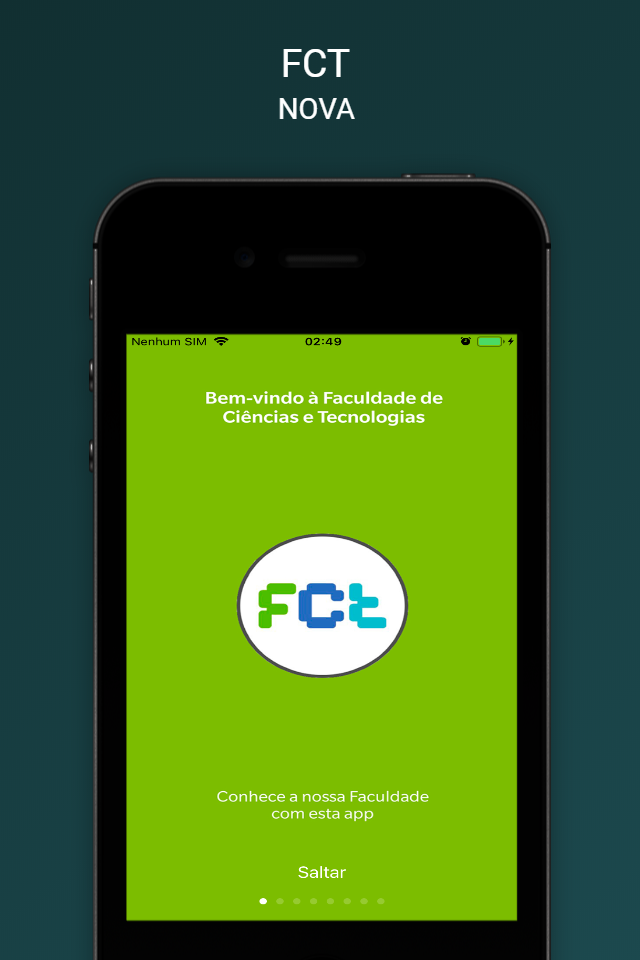 FCT
NOVA
Nenhum SIM 02:49
Bem-vindo à Faculdade de
Ciências e Tecnologias
FCt
Conhece a nossa Faculdade
com esta app
Saltar